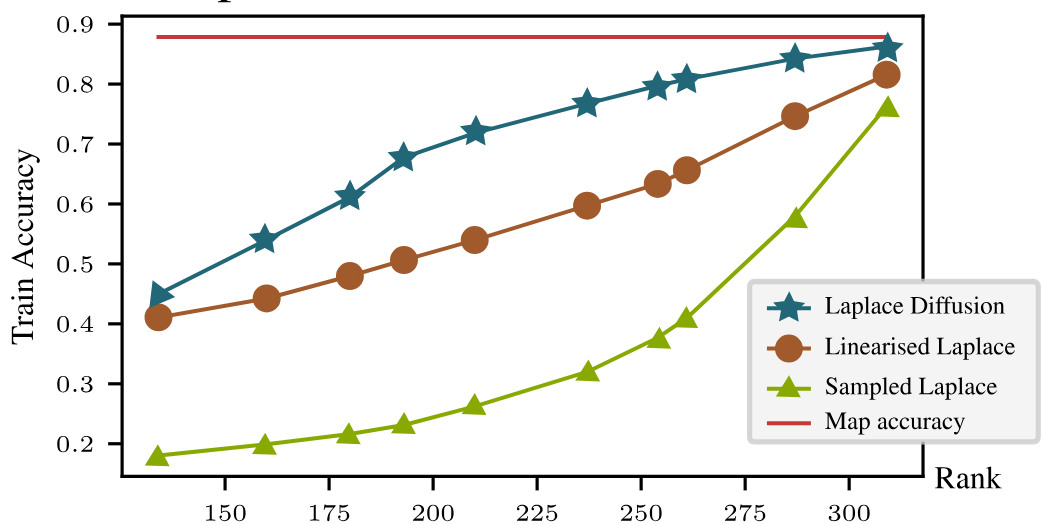 0.9
0.8
0.7
0.6
0.5
0.4
0.3
0.2
Train Accuracy
150
175
200
225
250
275
300
Rank
Laplace Diffusion
Linearised Laplace
Sampled Laplace
Map accuracy